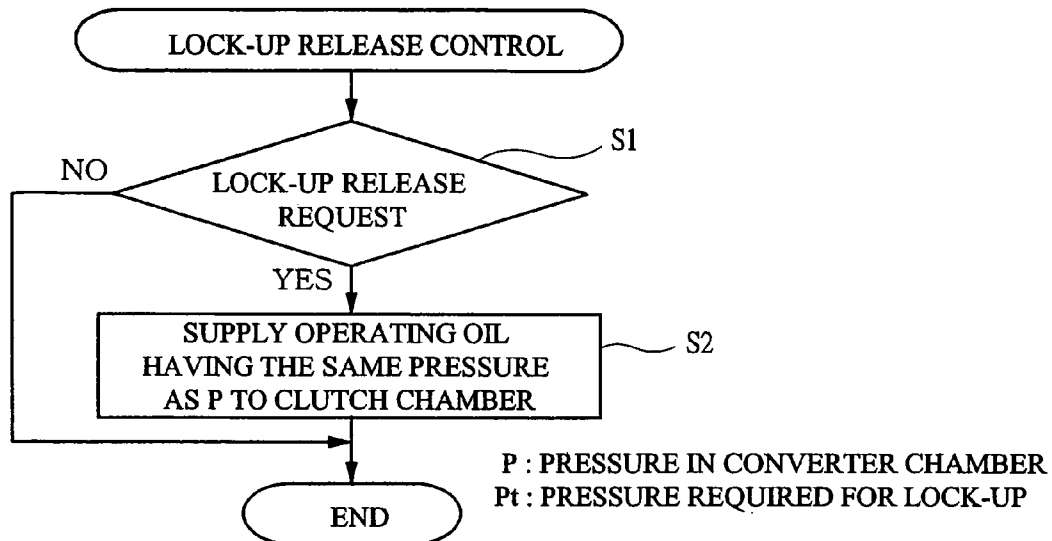 LOCK-UP RELEASE CONTROL
S1
NO
LOCK-UP RELEASE
REQUEST
YES
SUPPLY OPERATING OIL
HAVING THE SAME PRESSURE
AS P TO CLUTCH CHAMBER
S2
P : PRESSURE IN CONVERTER CHAMBER
Pt : PRESSURE REQUIRED FOR LOCK-UP
END